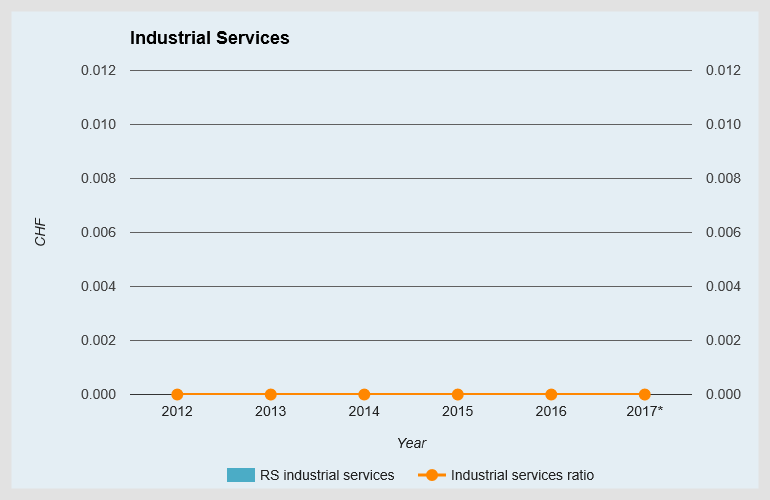 Industrial Services
0.012 0.012
0.010 0.010
0.008 0.008
0.006 0.006
CHF
0.004 0.004
0.002 0.002
0.000 0.000
2012 2013 2014 2015 2016 2017*
Year
RS industrial services Industrial services ratio